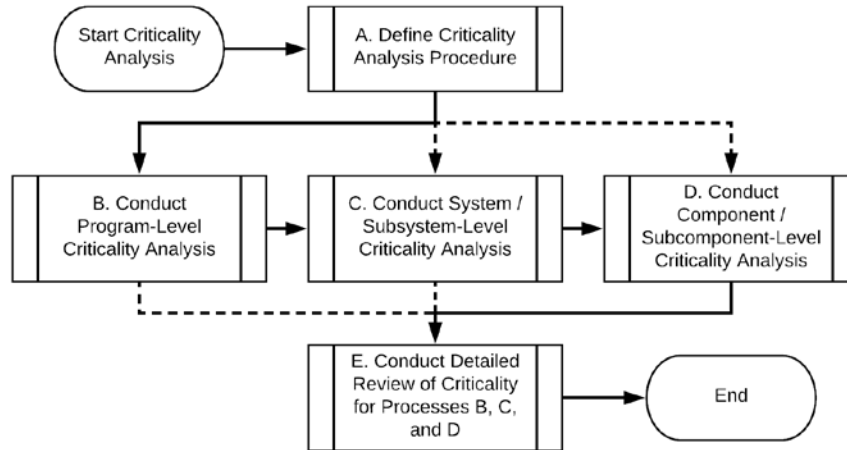 Start Criticality
Analysis
A. Define Criticality
Analysis Procedure
B. Conduct
Program-Level
Criticality Analysis
C. Conduct System /
Subsystem-Level
Criticality Analysis
D. Conduct
Component /
Subcomponent-Level
Criticality Analysis
E. Conduct Detailed
Review of Criticality
for Processes B, C,
and D
End